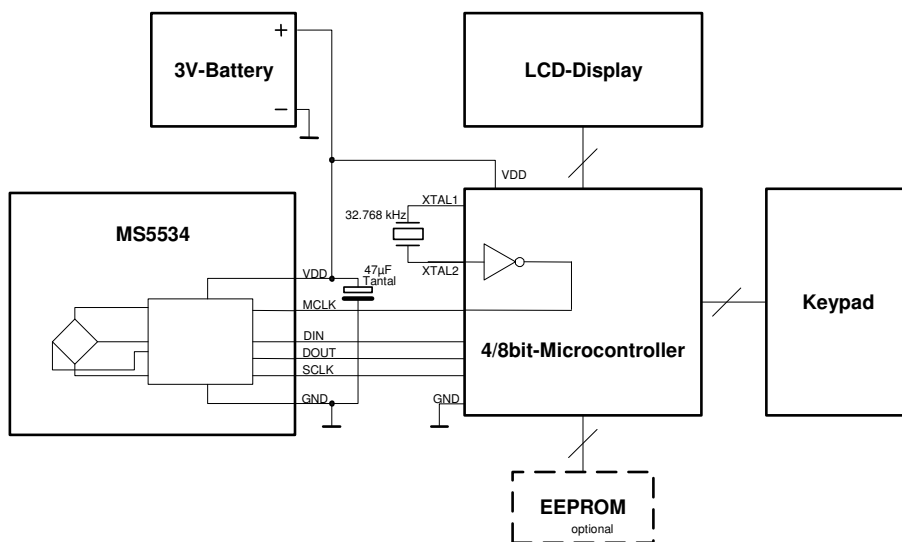 3V-Battery
+
−
LCD-Display
VDD
MS5534
XTAL1
32.768 kHz
XTAL2
47µF
Tantal
VDD
MCLK
DIN
DOUT
SCLK
GND
GND
4/8bit-Microcontroller
Keypad
EEPROM
optional